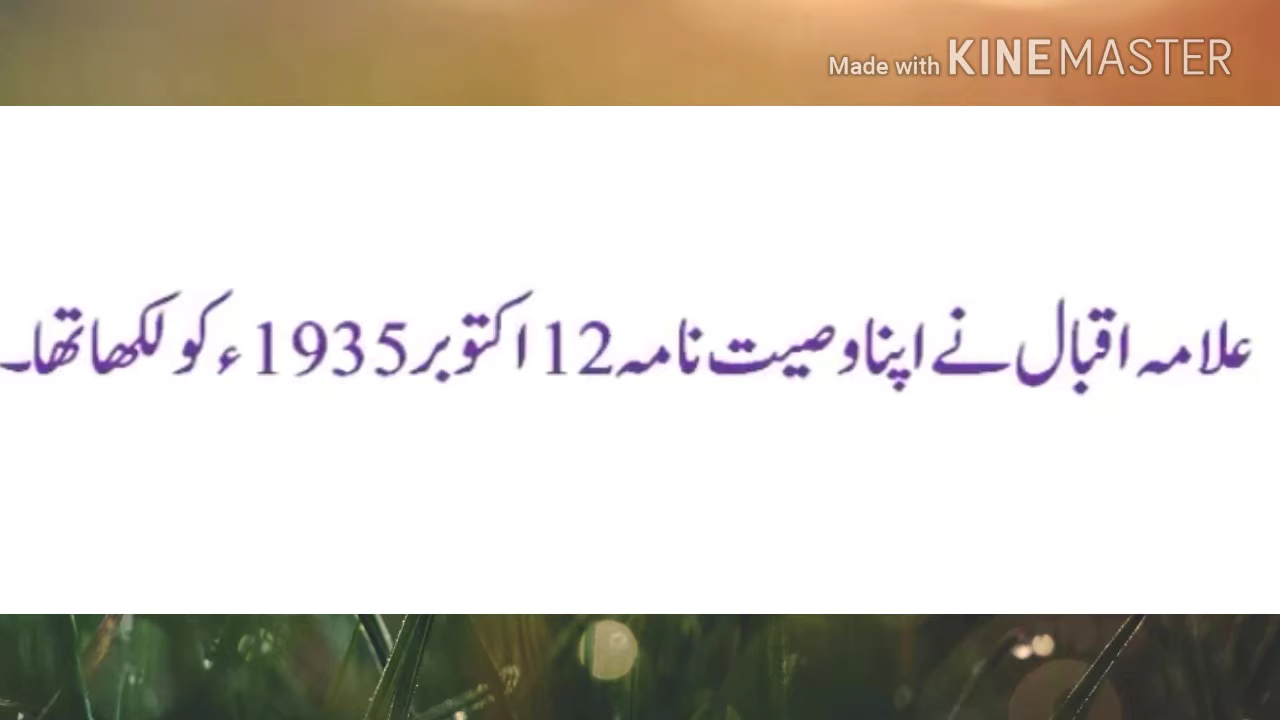 Made with KINEMASTER
علامہ اقبال نے اپنا وصیت نامہ 12 اکتوبر 1935ء کو لکھا تھا۔